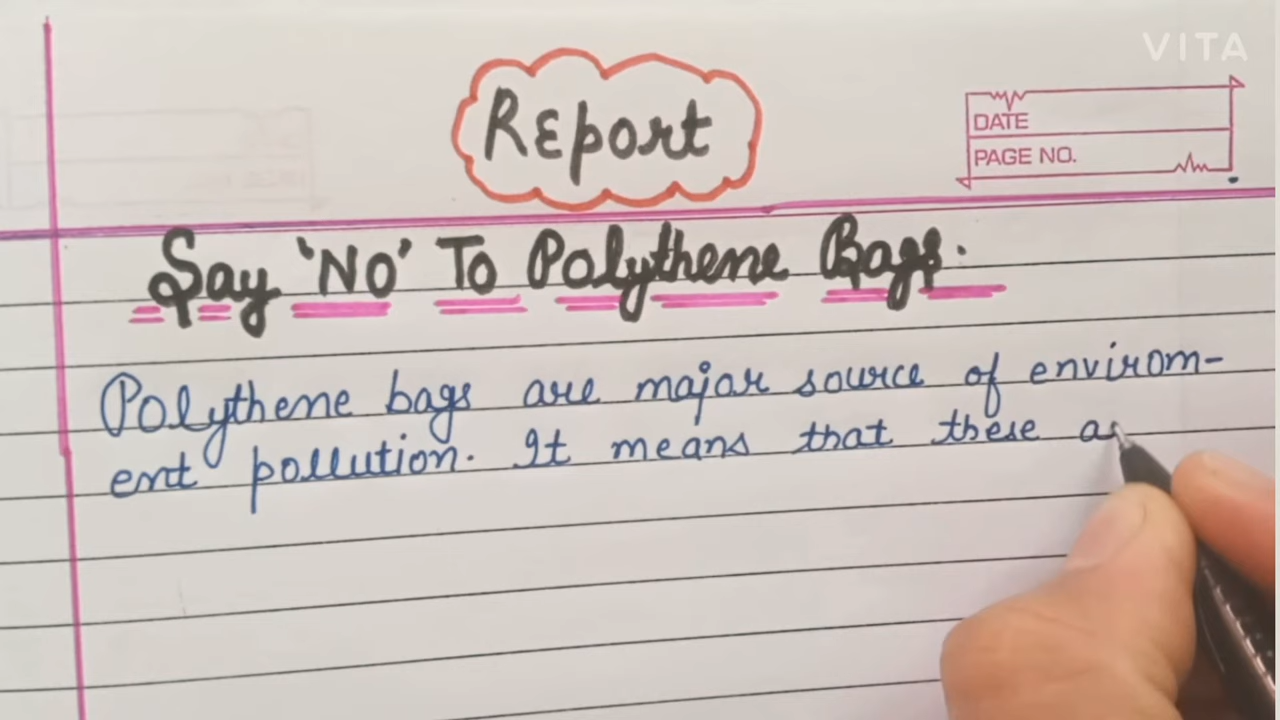 VITA
Report
DATE
PAGE NO.
Say 'NO' To Polythene Bags.
Polythene bags are major source of envirom-
ent pollution. It means that these a